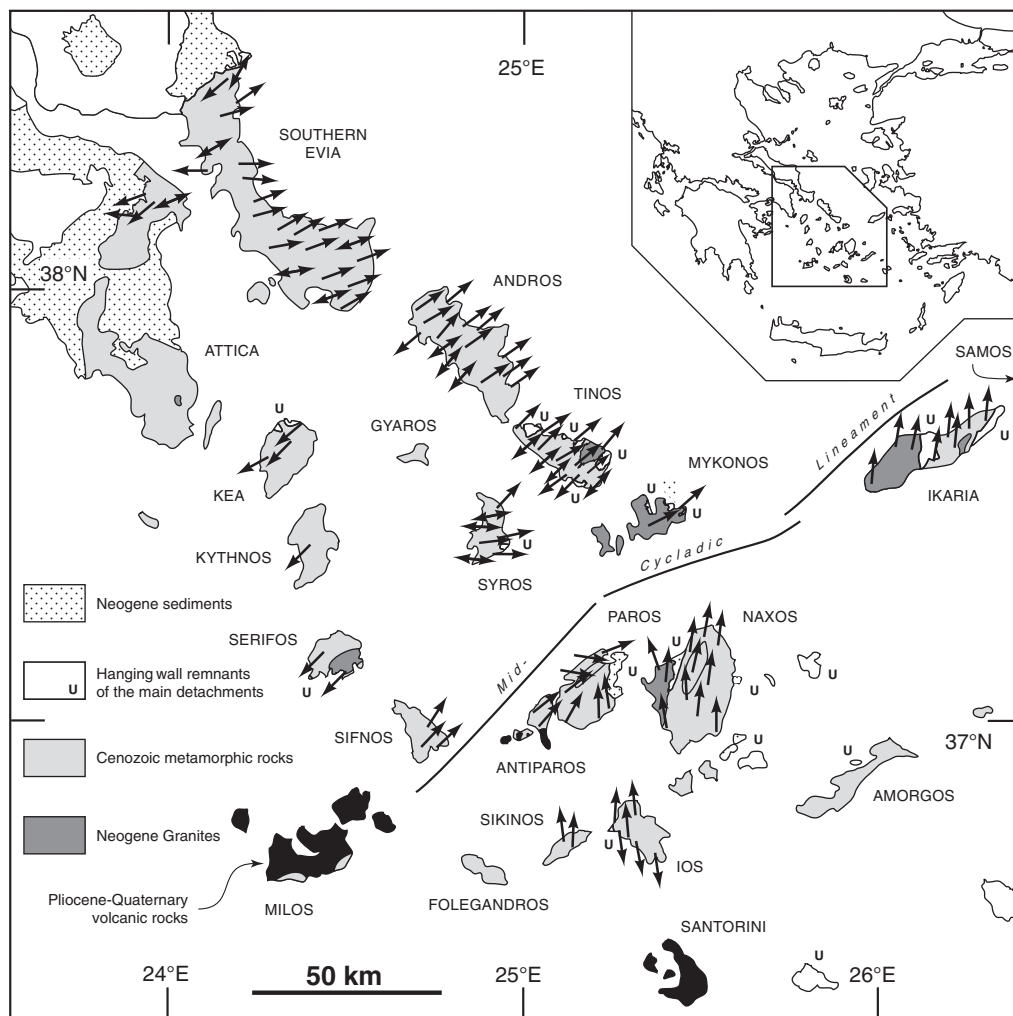 25°E
SOUTHERN
EVIA
38°N
ANDROS
ATTICA
SAMOS
TINOS
U
GYAROS
U
U
U
U
Lineament
U
U
MYKONOS
KEA
U
U
IKARIA
KYTHNOS
U
Cycladic
SYROS
Neogene sediments
SERIFOS
PAROS
NAXOS
U
Hanging wall remnants
of the main detachments
U
U
Mid-
U
U
U
SIFNOS
U
37°N
ANTIPAROS
U
Cenozoic metamorphic rocks
AMORGOS
SIKINOS
Neogene Granites
U
IOS
Pliocene-Quaternary
volcanic rocks
MILOS
FOLEGANDROS
SANTORINI
U
24°E
50 km
25°E
26°E